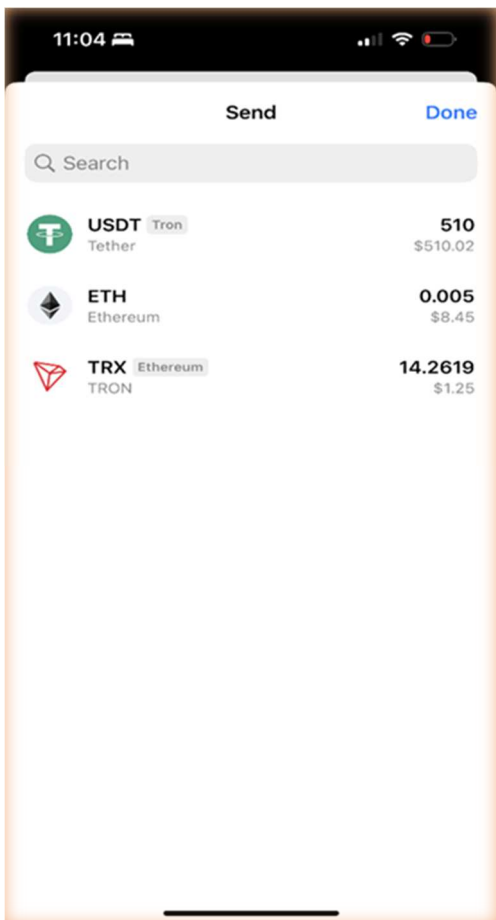 11:04
Send Done
Search
USDT Tron 510
Tether $510.02
ETH 0.005
Ethereum $8.45
TRX Ethereum 14.2619
TRON $1.25